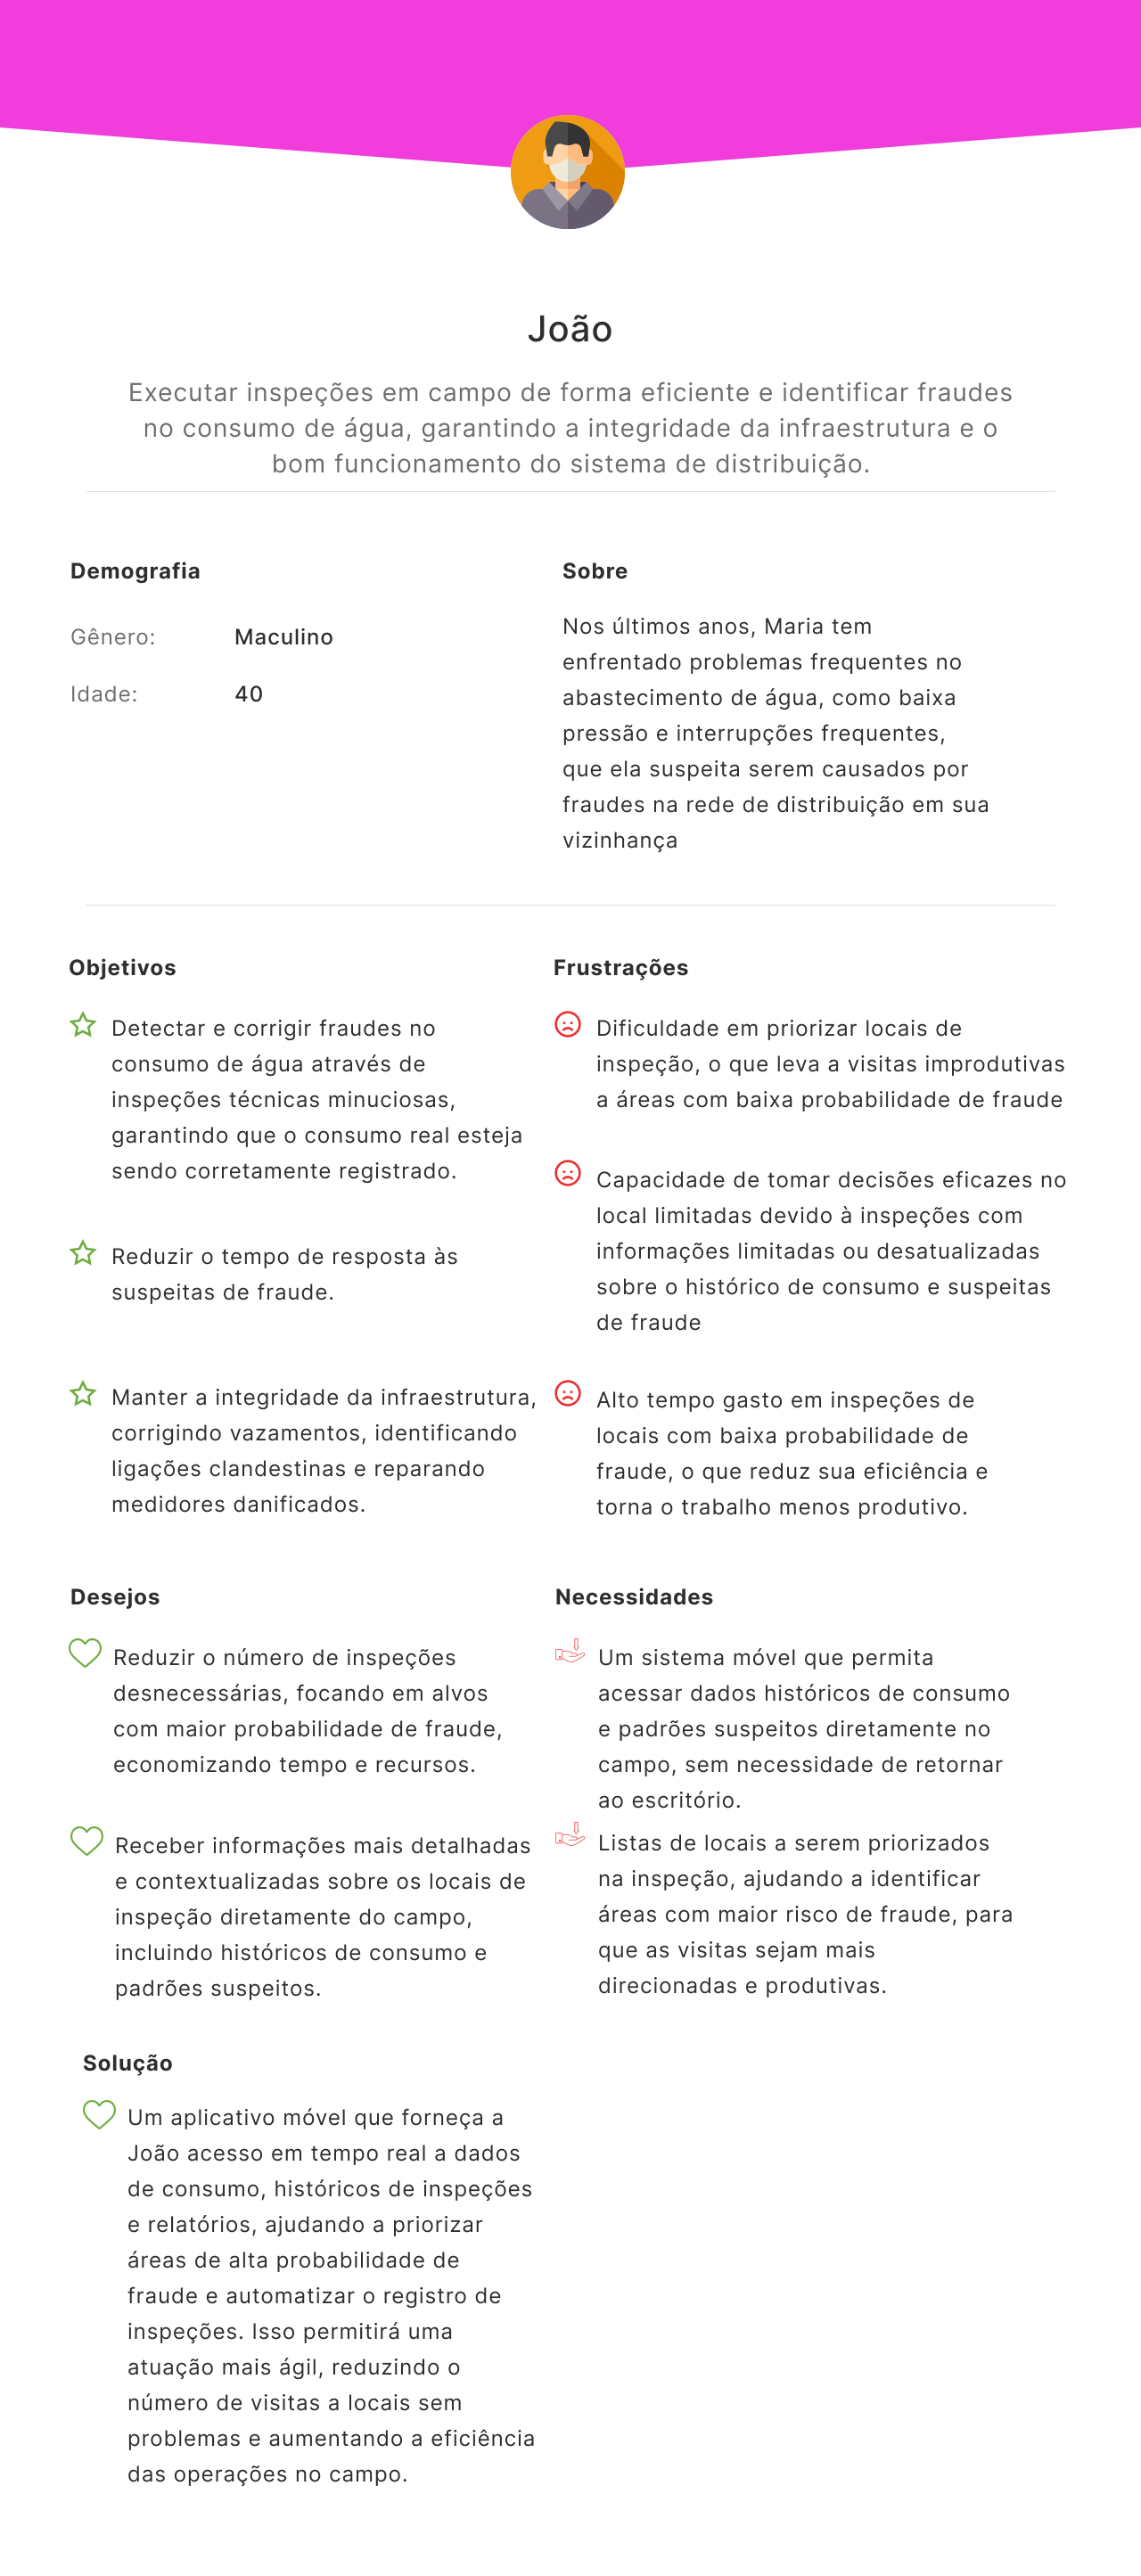 João
Executar inspeções em campo de forma eficiente e identificar fraudes
no consumo de água, garantindo a integridade da infraestrutura e o
bom funcionamento do sistema de distribuição.
Demografia
Gênero: Maculino
Idade: 40
Sobre
Nos últimos anos, Maria tem
enfrentado problemas frequentes no
abastecimento de água, como baixa
pressão e interrupções frequentes,
que ela suspeita serem causados por
fraudes na rede de distribuição em sua
vizinhança
Objetivos
Detectar e corrigir fraudes no
consumo de água através de
inspeções técnicas minuciosas,
garantindo que o consumo real esteja
sendo corretamente registrado.
Reduzir o tempo de resposta às
suspeitas de fraude.
Manter a integridade da infraestrutura,
corrigindo vazamentos, identificando
ligações clandestinas e reparando
medidores danificados.
Frustrações
Dificuldade em priorizar locais de
inspeção, o que leva a visitas improdutivas
a áreas com baixa probabilidade de fraude
Capacidade de tomar decisões eficazes no
local limitadas devido à inspeções com
informações limitadas ou desatualizadas
sobre o histórico de consumo e suspeitas
de fraude
Alto tempo gasto em inspeções de
locais com baixa probabilidade de
fraude, o que reduz sua eficiência e
torna o trabalho menos produtivo.
Desejos
Reduzir o número de inspeções
desnecessárias, focando em alvos
com maior probabilidade de fraude,
economizando tempo e recursos.
Receber informações mais detalhadas
e contextualizadas sobre os locais de
inspeção diretamente do campo,
incluindo históricos de consumo e
padrões suspeitos.
Necessidades
Um sistema móvel que permita
acessar dados históricos de consumo
e padrões suspeitos diretamente no
campo, sem necessidade de retornar
ao escritório.
Listas de locais a serem priorizados
na inspeção, ajudando a identificar
áreas com maior risco de fraude, para
que as visitas sejam mais
direcionadas e produtivas.
Solução
Um aplicativo móvel que forneça a
João acesso em tempo real a dados
de consumo, históricos de inspeções
e relatórios, ajudando a priorizar
áreas de alta probabilidade de
fraude e automatizar o registro de
inspeções. Isso permitirá uma
atuação mais ágil, reduzindo o
número de visitas a locais sem
problemas e aumentando a eficiência
das operações no campo.